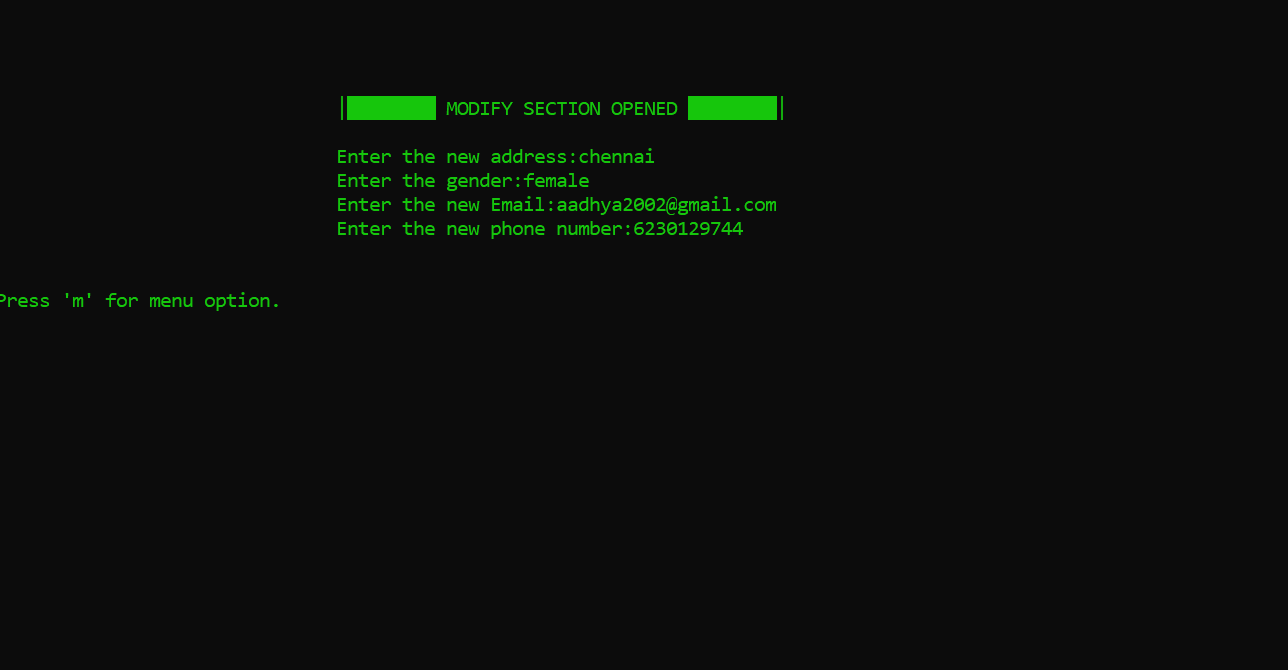 MODIFY SECTION OPENED
Enter the new address:chennai
Enter the gender:female
Enter the new Email:aadhya2002@gmail.com
Enter the new phone number:6230129744
Press 'm' for menu option.